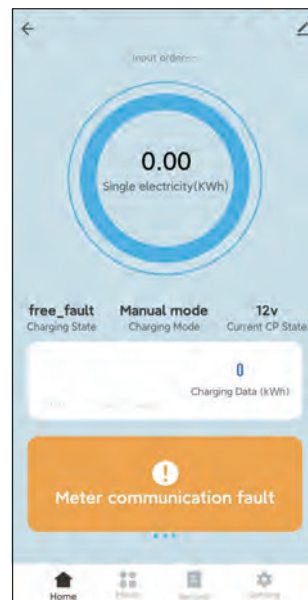 Input order---
0.00
Single electricity(KWh)
free_fault Manual mode 12v
Charging State Charging Mode Current CP State
0
Charging Data (kWh)
Meter communication fault
Home